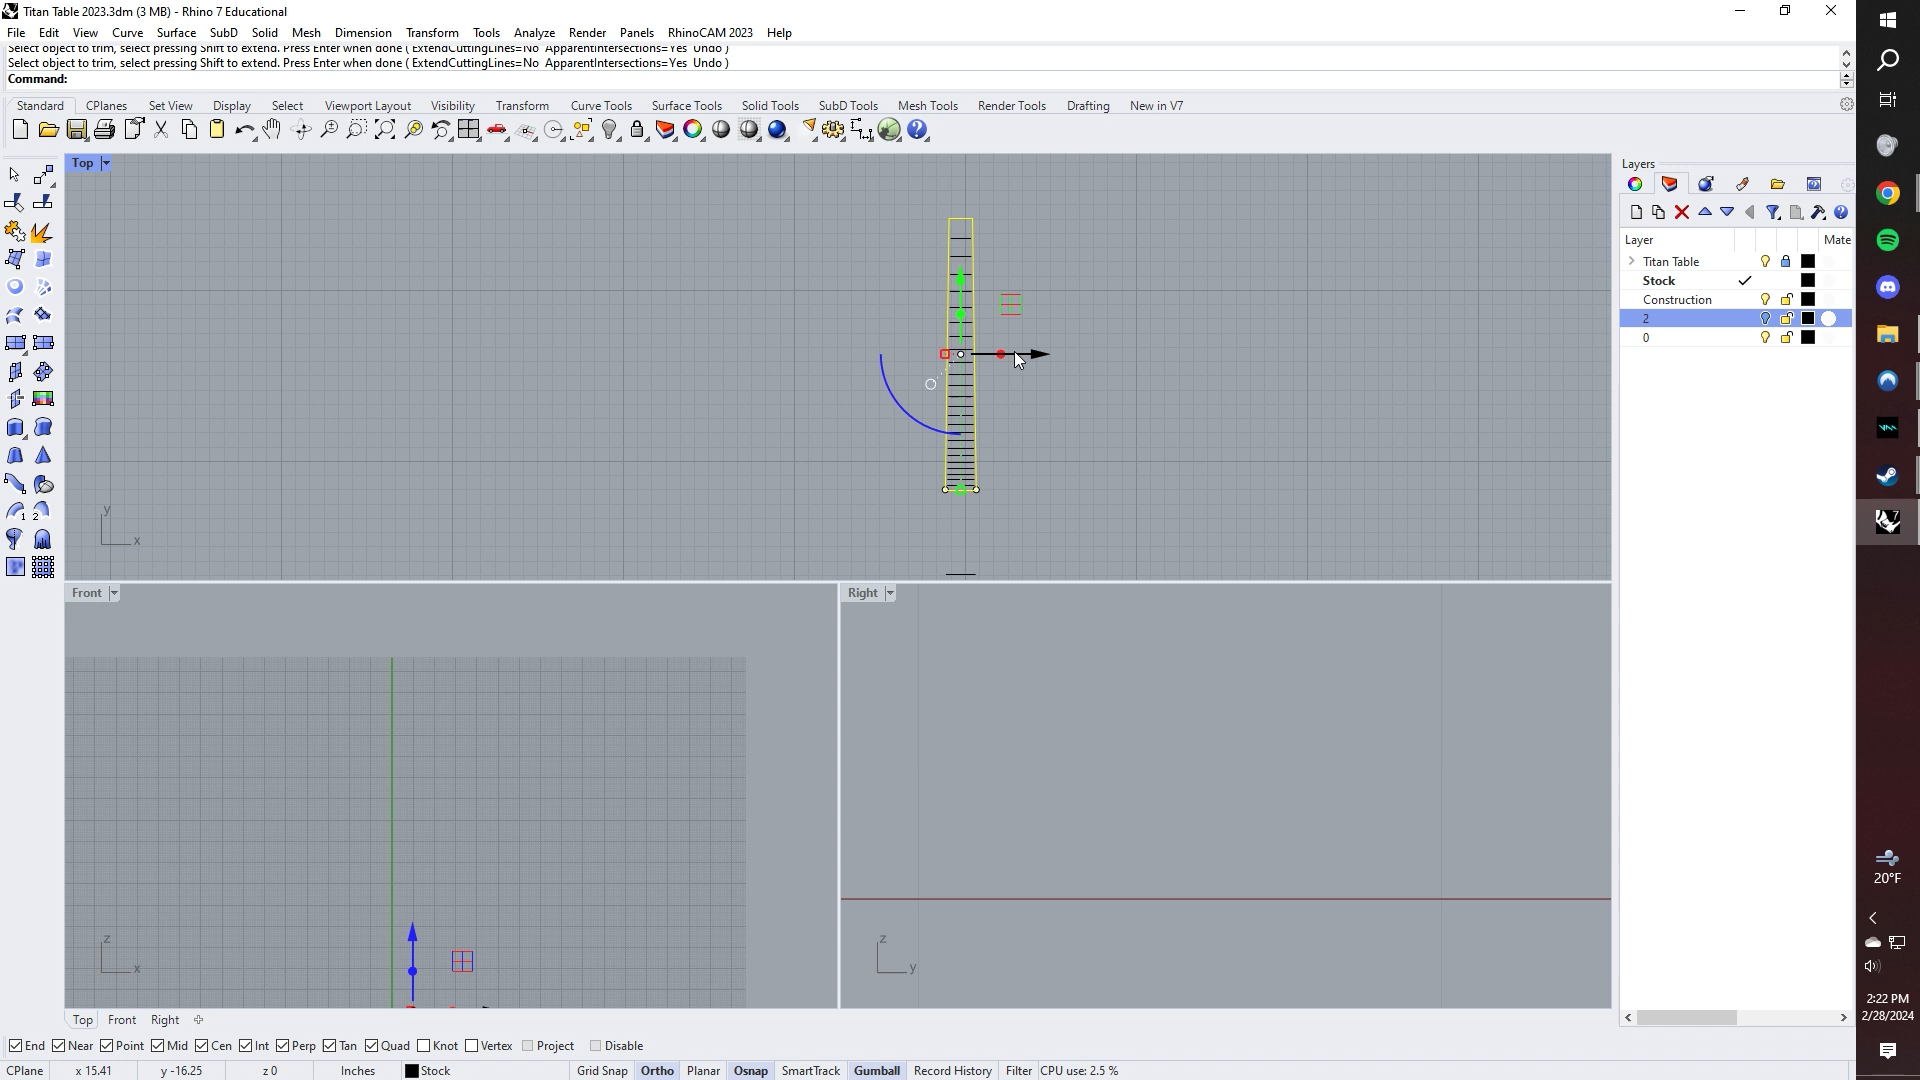 Titan Table 2023.3dm (3 MB) - Rhino 7 Educational
File Edit View Curve Surface SubD Solid Mesh Dimension Transform Tools Analyze Render Panels RhinoCAM 2023 Help
Select object to trim, select pressing Shift to extend. Press Enter when done ( ExtendCuttingLines=No ApparentIntersections=Yes Undo )
Select object to trim, select pressing Shift to extend. Press Enter when done ( ExtendCuttingLines=No ApparentIntersections=Yes Undo )
Command:
Standard CPlanes Set View Display Select Viewport Layout Visibility Transform Curve Tools Surface Tools Solid Tools SubD Tools Mesh Tools Render Tools Drafting New in V7
Top
Layers
Layer Mate
Titan Table
Stock
Construction
2
0
y
x
Front
Right
z
x
z
y
20°F
2:22 PM
2/28/2024
Top Front Right
End Near Point Mid Cen Int Perp Tan Quad Knot Vertex Project Disable
CPlane x 15.41 y -16.25 z 0 Inches Stock Grid Snap Ortho Planar Osnap SmartTrack Gumball Record History Filter CPU use: 2.5 %